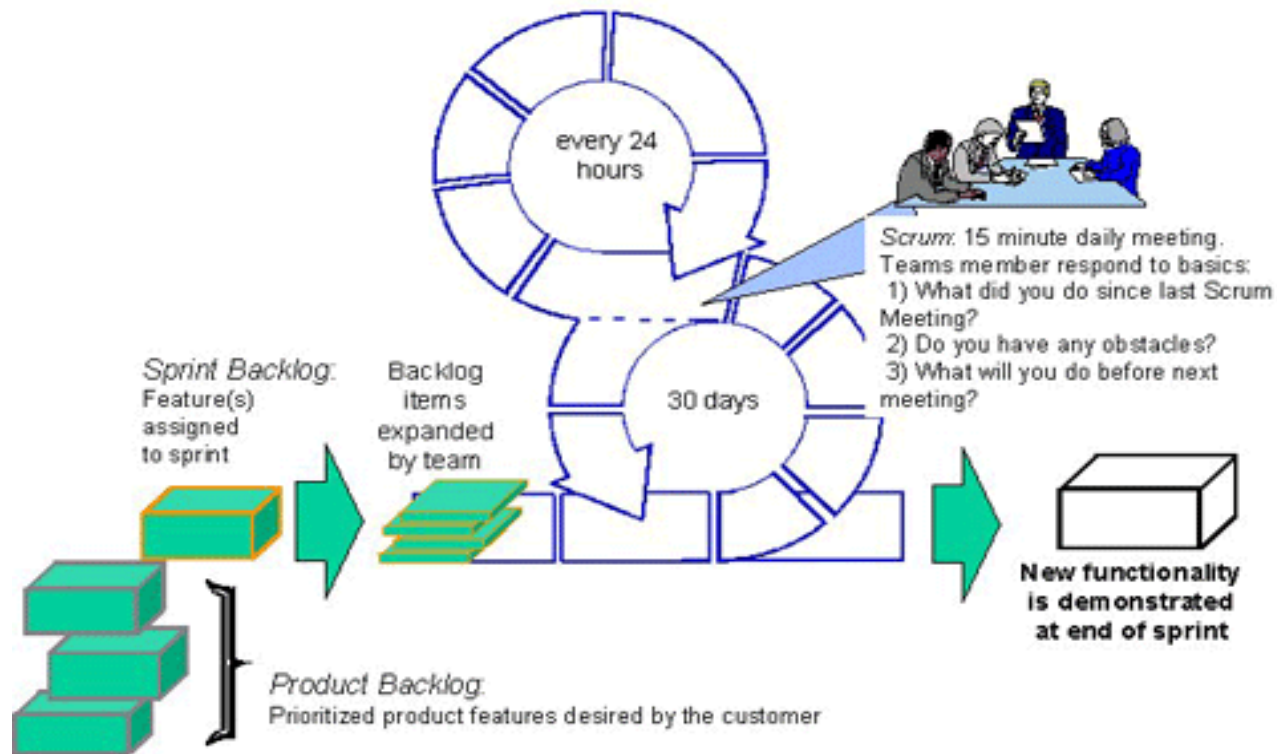 every 24
hours
Scrum: 15 minute daily meeting.
Teams member respond to basics:
1) What did you do since last Scrum
Meeting?
2) Do you have any obstacles?
3) What will you do before next
meeting?
30 days
Sprint Backlog:
Feature(s)
assigned
to sprint
Backlog
items
expanded
by team
New functionality
is demonstrated
at end of sprint
Product Backlog:
Prioritized product features desired by the customer